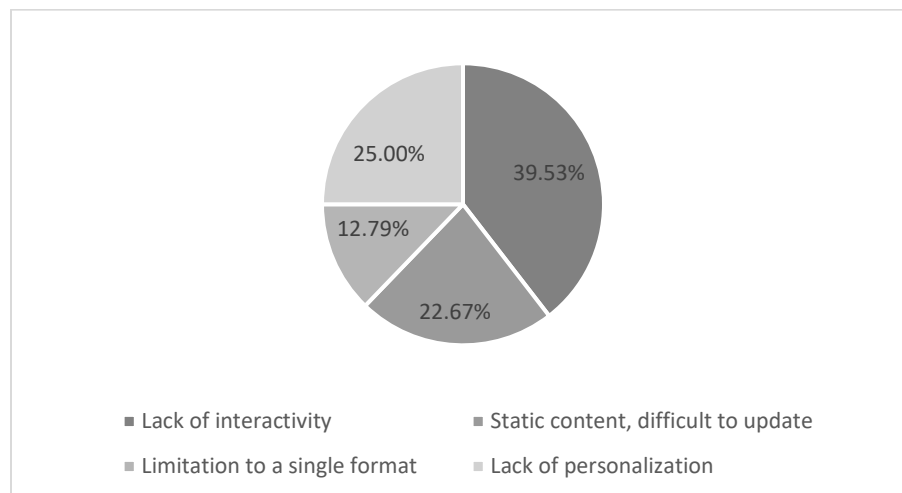 25.00%
39.53%
12.79%
22.67%
Lack of interactivity
Static content, difficult to update
Limitation to a single format
Lack of personalization